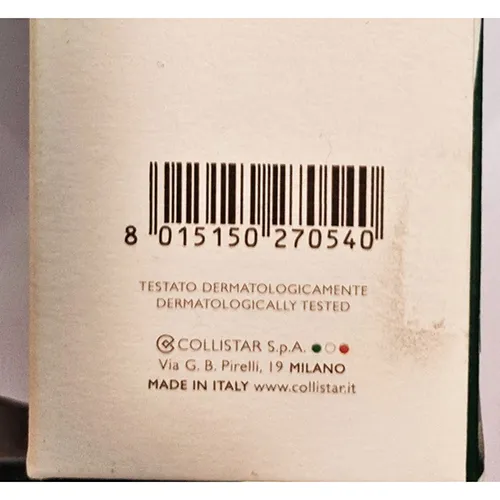 8 015150 270540
TESTATO DERMATOLOGICAMENTE
DERMATOLOGICALLY TESTED
COLLISTAR S.p.A.
Via G. B. Pirelli, 19 MILANO
MADE IN ITALY www.collistar.it